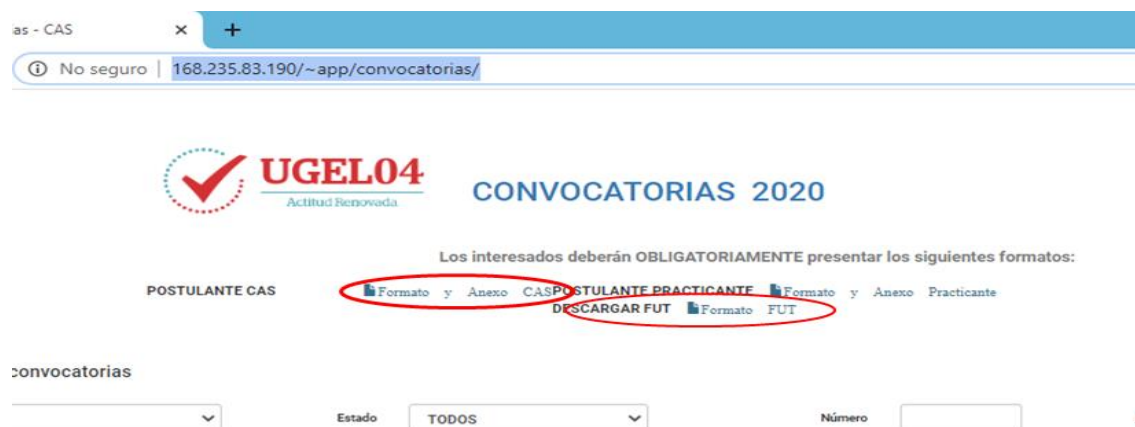 as - CAS × +
No seguro | 168.235.83.190/~app/convocatorias/
UGEL04
Actitud Renovada
CONVOCATORIAS 2020
Los interesados deberán OBLIGATORIAMENTE presentar los siguientes formatos:
POSTULANTE CAS Formato y Anexo CAS POSTULANTE PRACTICANTE Formato y Anexo Practicante
DESCARGAR FUT Formato FUT
convocatorias
Estado TODOS Número